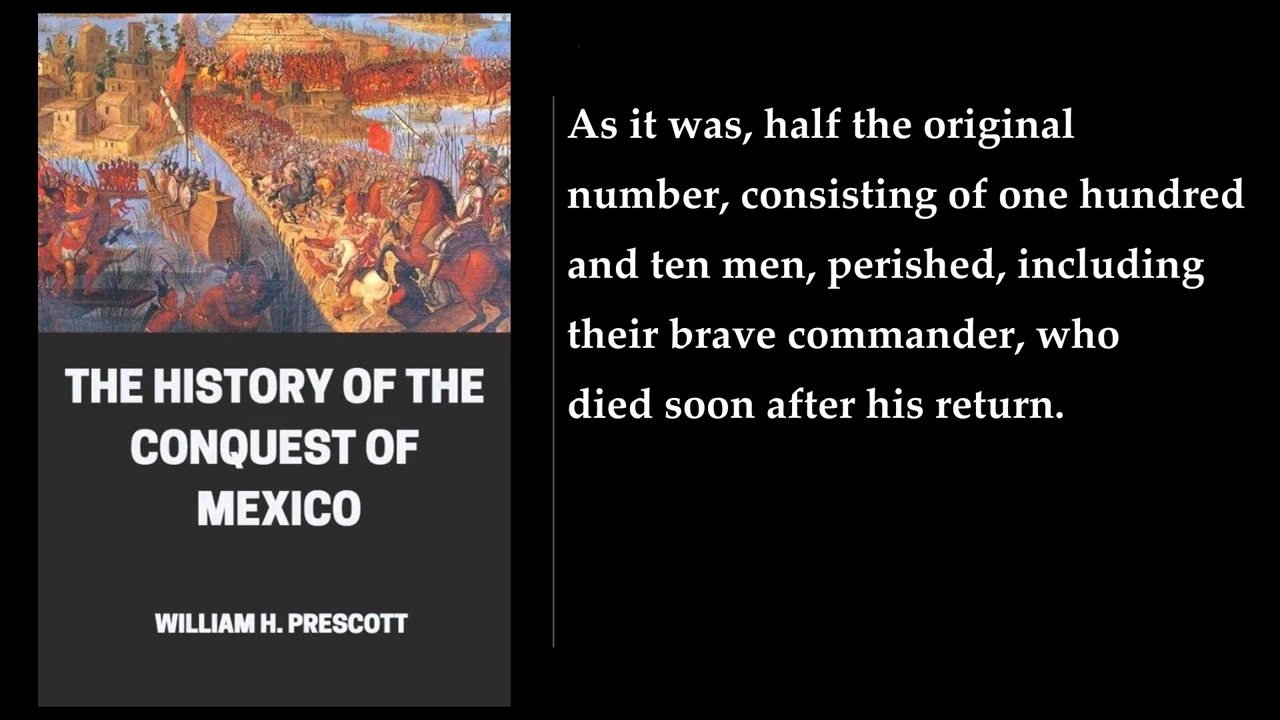 THE HISTORY OF THE
CONQUEST OF
MEXICO
WILLIAM H. PRESCOTT
As it was, half the original
number, consisting of one hundred
and ten men, perished, including
their brave commander, who
died soon after his return.